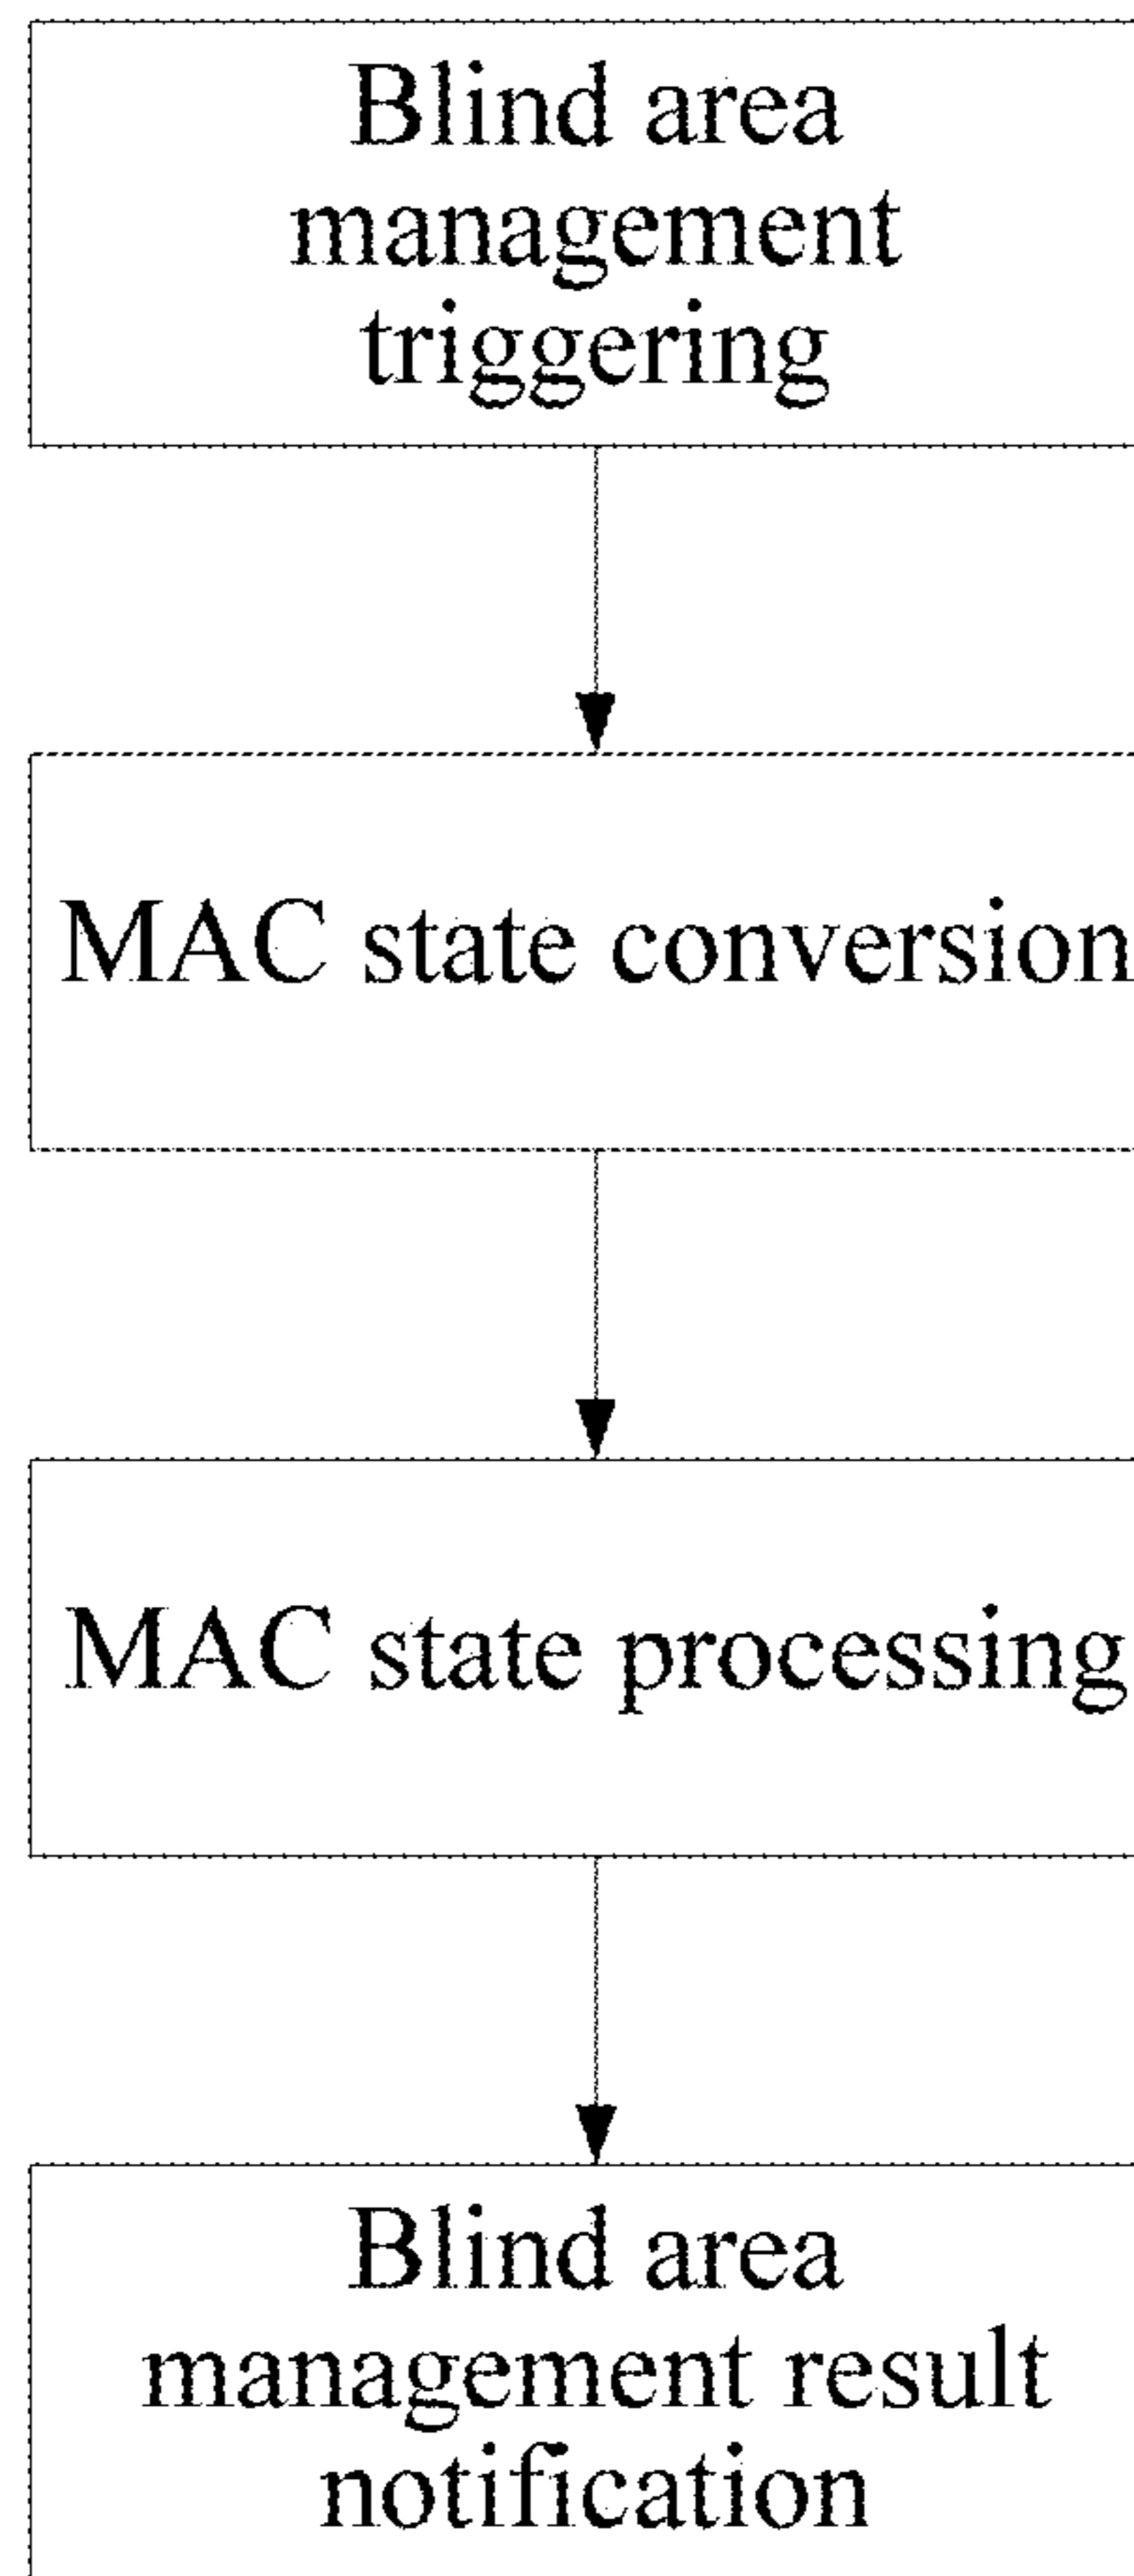 Blind area
management
triggering
MAC state conversion
MAC state processing
Blind area
management result
notification